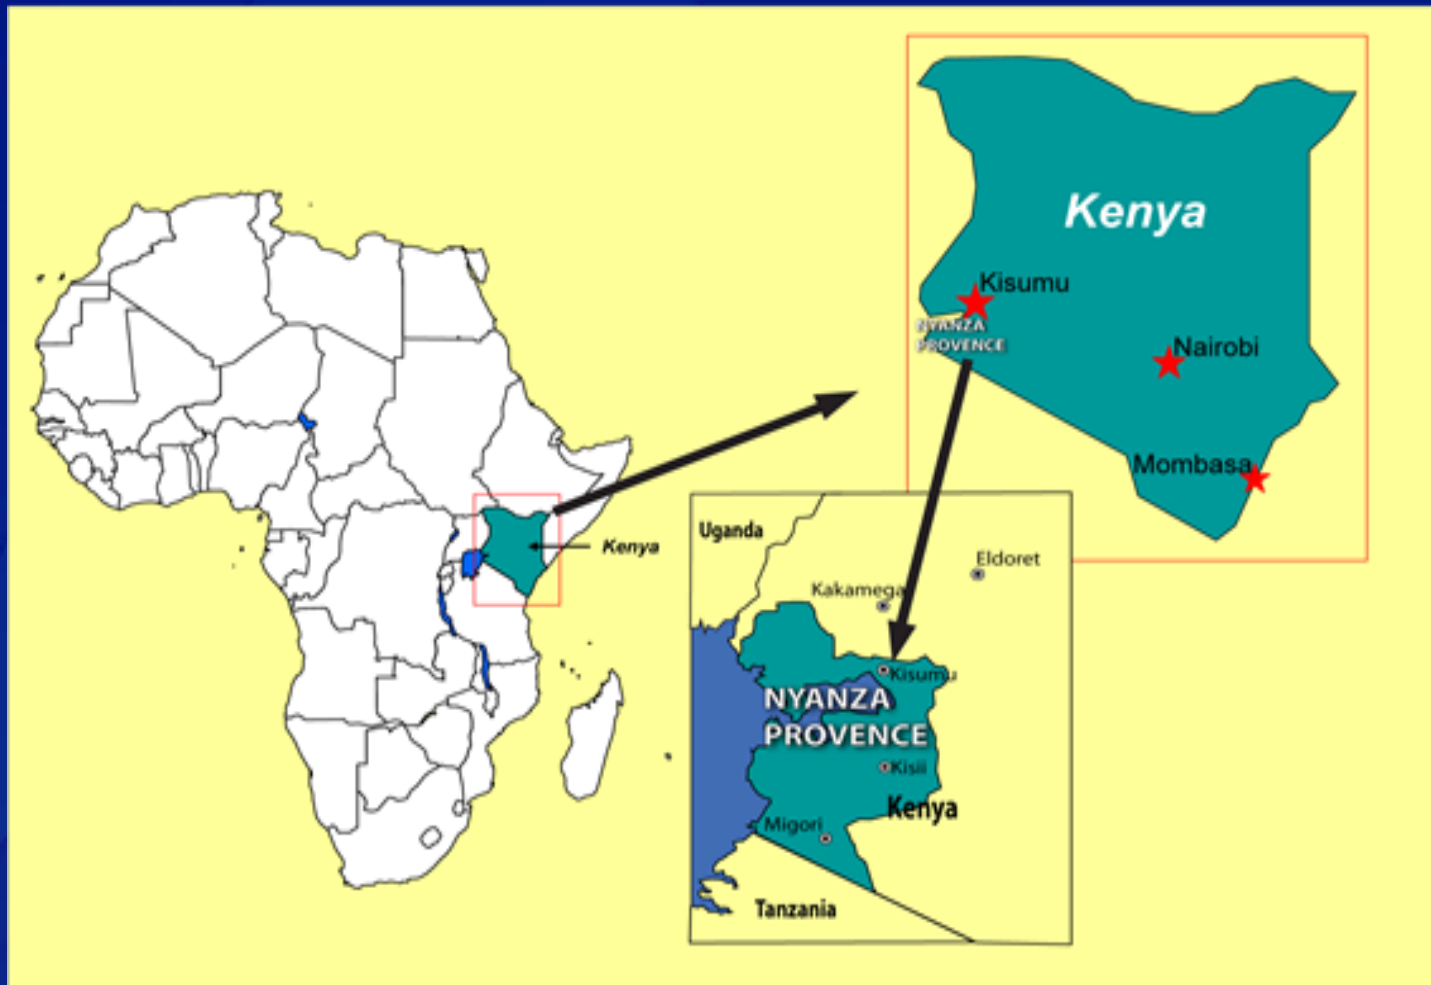 Kenya
Kenya
Kisumu
NYANZA
PROVENCE
Nairobi
Mombasa
Uganda
Eldoret
Kakamega
Kisumu
NYANZA
PROVENCE
Kisii
Kenya
Migori
Tanzania